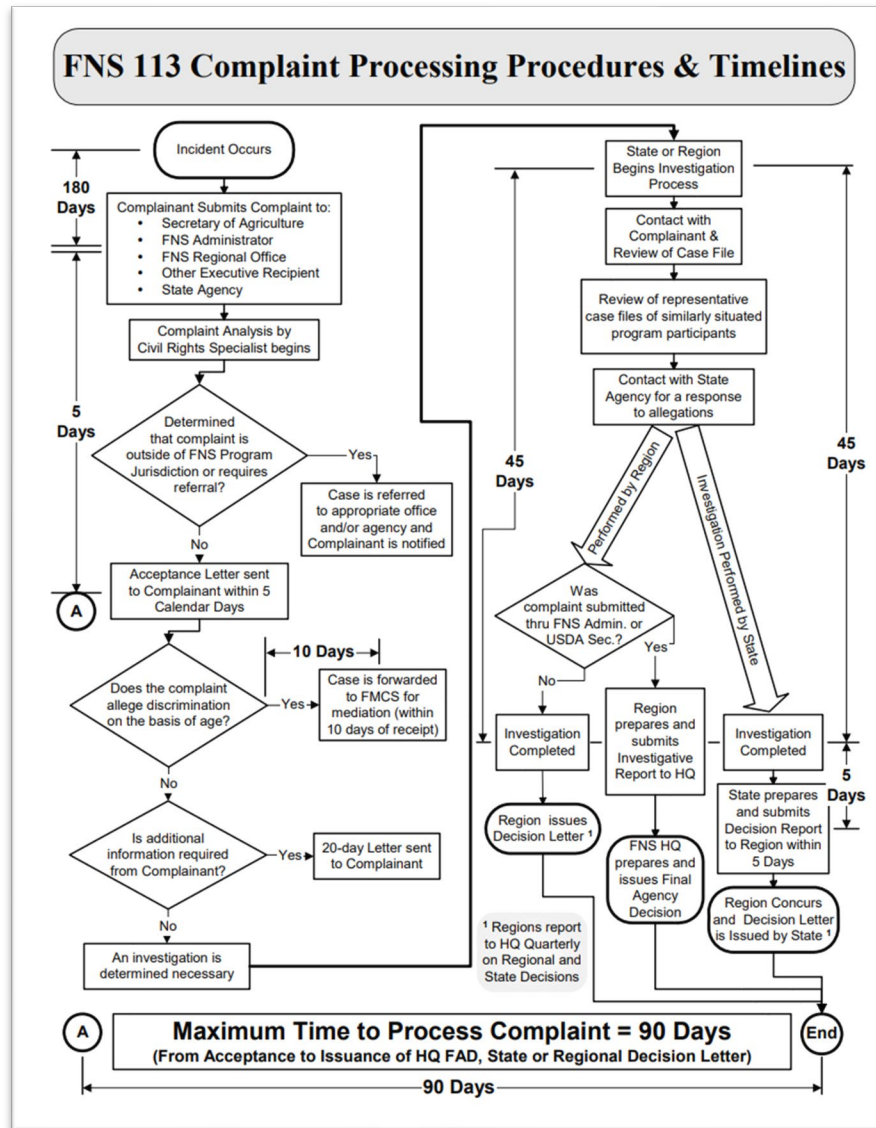 FNS 113 Complaint Processing Procedures & Timelines
Incident Occurs
180
Days
Complainant Submits Complaint to:
• Secretary of Agriculture
• FNS Administrator
• FNS Regional Office
• Other Executive Recipient
• State Agency
Complaint Analysis by
Civil Rights Specialist begins
5
Days
Determined
that complaint is
outside of FNS Program
Jurisdiction or requires
referral?
Yes
Case is referred
to appropriate office
and/or agency and
Complainant is notified
No
Acceptance Letter sent
to Complainant within 5
Calendar Days
A
10 Days
Does the complaint
allege discrimination
on the basis of age?
Yes
Case is forwarded
to FMCS for
mediation (within
10 days of receipt)
No
Is additional
information required
from Complainant?
Yes
20-day Letter sent
to Complainant
No
An investigation is
determined necessary
State or Region
Begins Investigation
Process
Contact with
Complainant &
Review of Case File
Review of representative
case files of similarly situated
program participants
Contact with State
Agency for a response
to allegations
45
Days
45
Days
Performed by Region
Investigation Performed by State
Was
complaint submitted
thru FNS Admin. or
USDA Sec.?
No
Yes
Investigation
Completed
Region
prepares and
submits
Investigative
Report to HQ
Investigation
Completed
5
Days
Region issues
Decision Letter ¹
FNS HQ
prepares and
issues Final
Agency
Decision
State prepares
and submits
Decision Report
to Region within
5 Days
Region Concurs
and Decision Letter
is Issued by State ¹
¹ Regions report
to HQ Quarterly
on Regional and
State Decisions
A
Maximum Time to Process Complaint = 90 Days
(From Acceptance to Issuance of HQ FAD, State or Regional Decision Letter)
End
90 Days